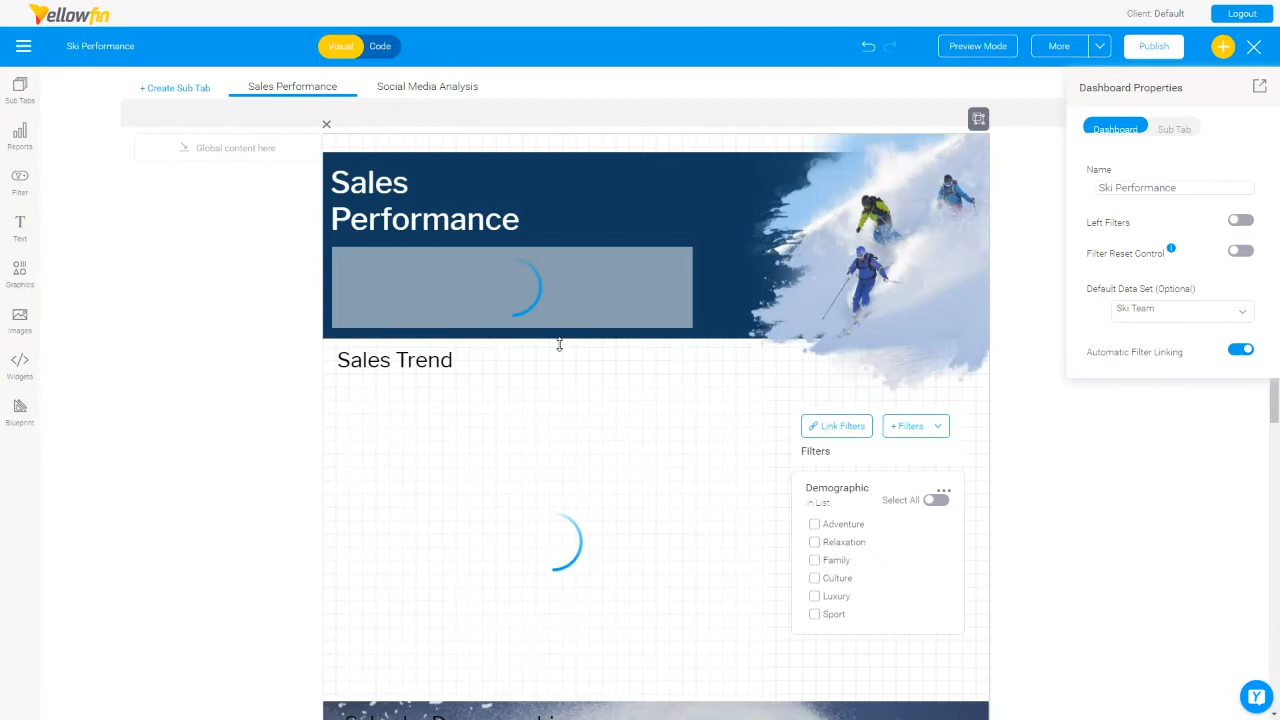 Yellowfin
Client: Default
Logout
Ski Performance
Visual
Code
Preview Mode
More
Publish
+ Create Sub Tab
Sales Performance
Social Media Analysis
Sub Tabs
Reports
Filter
Text
Graphics
Images
Widgets
Blueprint
Global content here
Sales
Performance
Sales Trend
Link Filters
+ Filters
Filters
Demographic
In List
Select All
Adventure
Relaxation
Family
Culture
Luxury
Sport
Dashboard Properties
Dashboard
Sub Tab
Name
Ski Performance
Left Filters
Filter Reset Control
Default Data Set (Optional)
Ski Team
Automatic Filter Linking